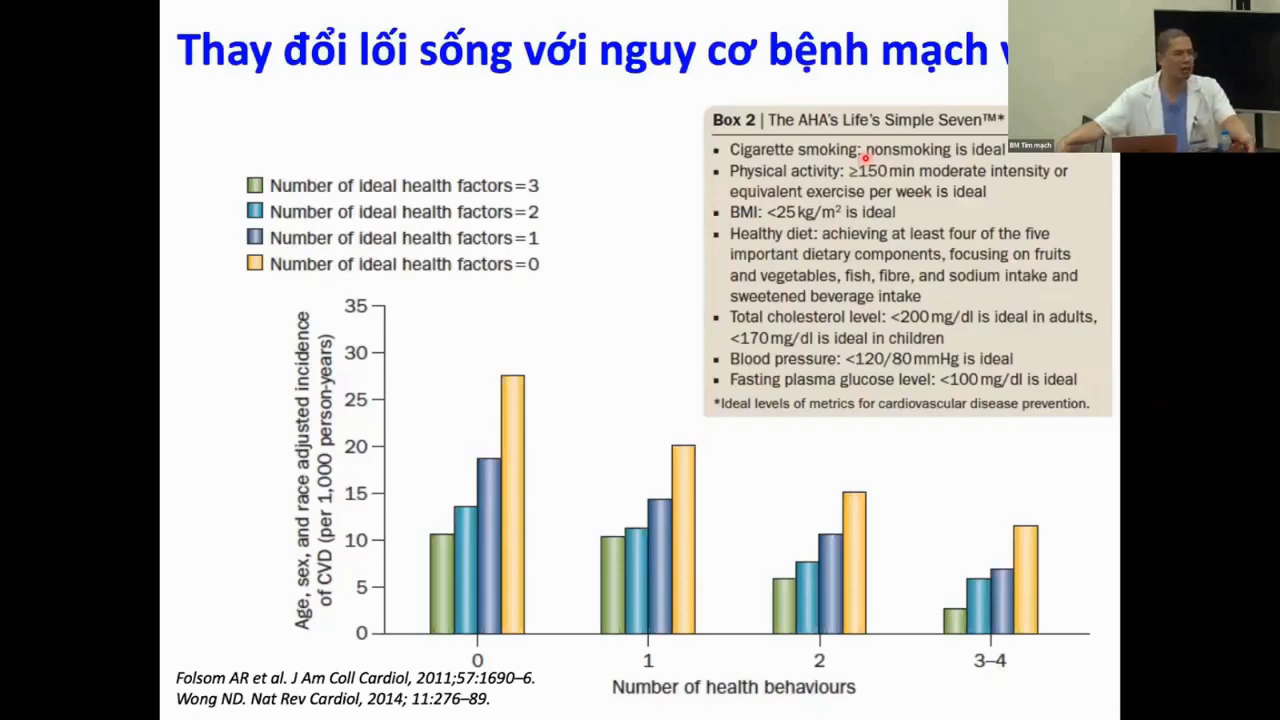 Thay đổi lối sống với nguy cơ bệnh mạch
Box 2 | The AHA's Life's Simple Seven™*
▪ Cigarette smoking: nonsmoking is ideal
▪ Physical activity: ≥150 min moderate intensity or
equivalent exercise per week is ideal
▪ BMI: <25 kg/m² is ideal
▪ Healthy diet: achieving at least four of the five
important dietary components, focusing on fruits
and vegetables, fish, fibre, and sodium intake and
sweetened beverage intake
▪ Total cholesterol level: <200 mg/dl is ideal in adults,
<170 mg/dl is ideal in children
▪ Blood pressure: <120/80 mmHg is ideal
▪ Fasting plasma glucose level: <100 mg/dl is ideal
*Ideal levels of metrics for cardiovascular disease prevention.
BM Tim mạch
Number of ideal health factors=3
Number of ideal health factors=2
Number of ideal health factors=1
Number of ideal health factors=0
Age, sex, and race adjusted incidence
of CVD (per 1,000 person-years)
35
30
25
20
15
10
5
0
0 1 2 3–4
Number of health behaviours
Folsom AR et al. J Am Coll Cardiol, 2011;57:1690–6.
Wong ND. Nat Rev Cardiol, 2014; 11:276–89.